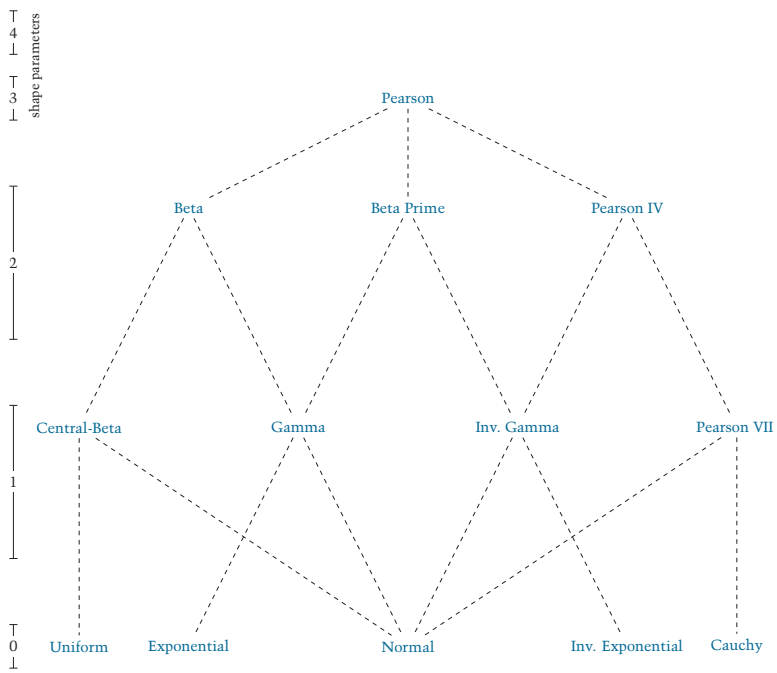 4
shape parameters
3
Pearson
Beta
Beta Prime
Pearson IV
2
Central-Beta
Gamma
Inv. Gamma
Pearson VII
1
0
Uniform
Exponential
Normal
Inv. Exponential
Cauchy